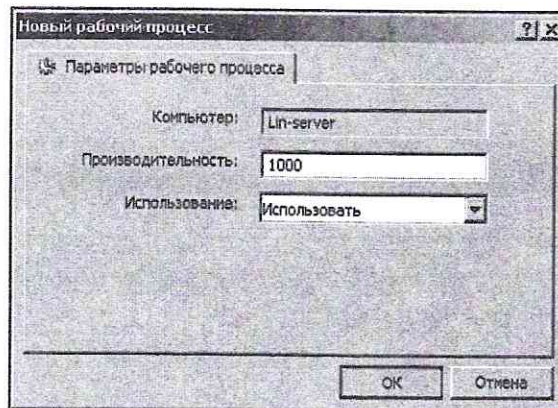 Новый рабочий процесс
Параметры рабочего процесса
Компьютер: Lin-server
Производительность: 1000
Использование: Использовать
OK Отмена